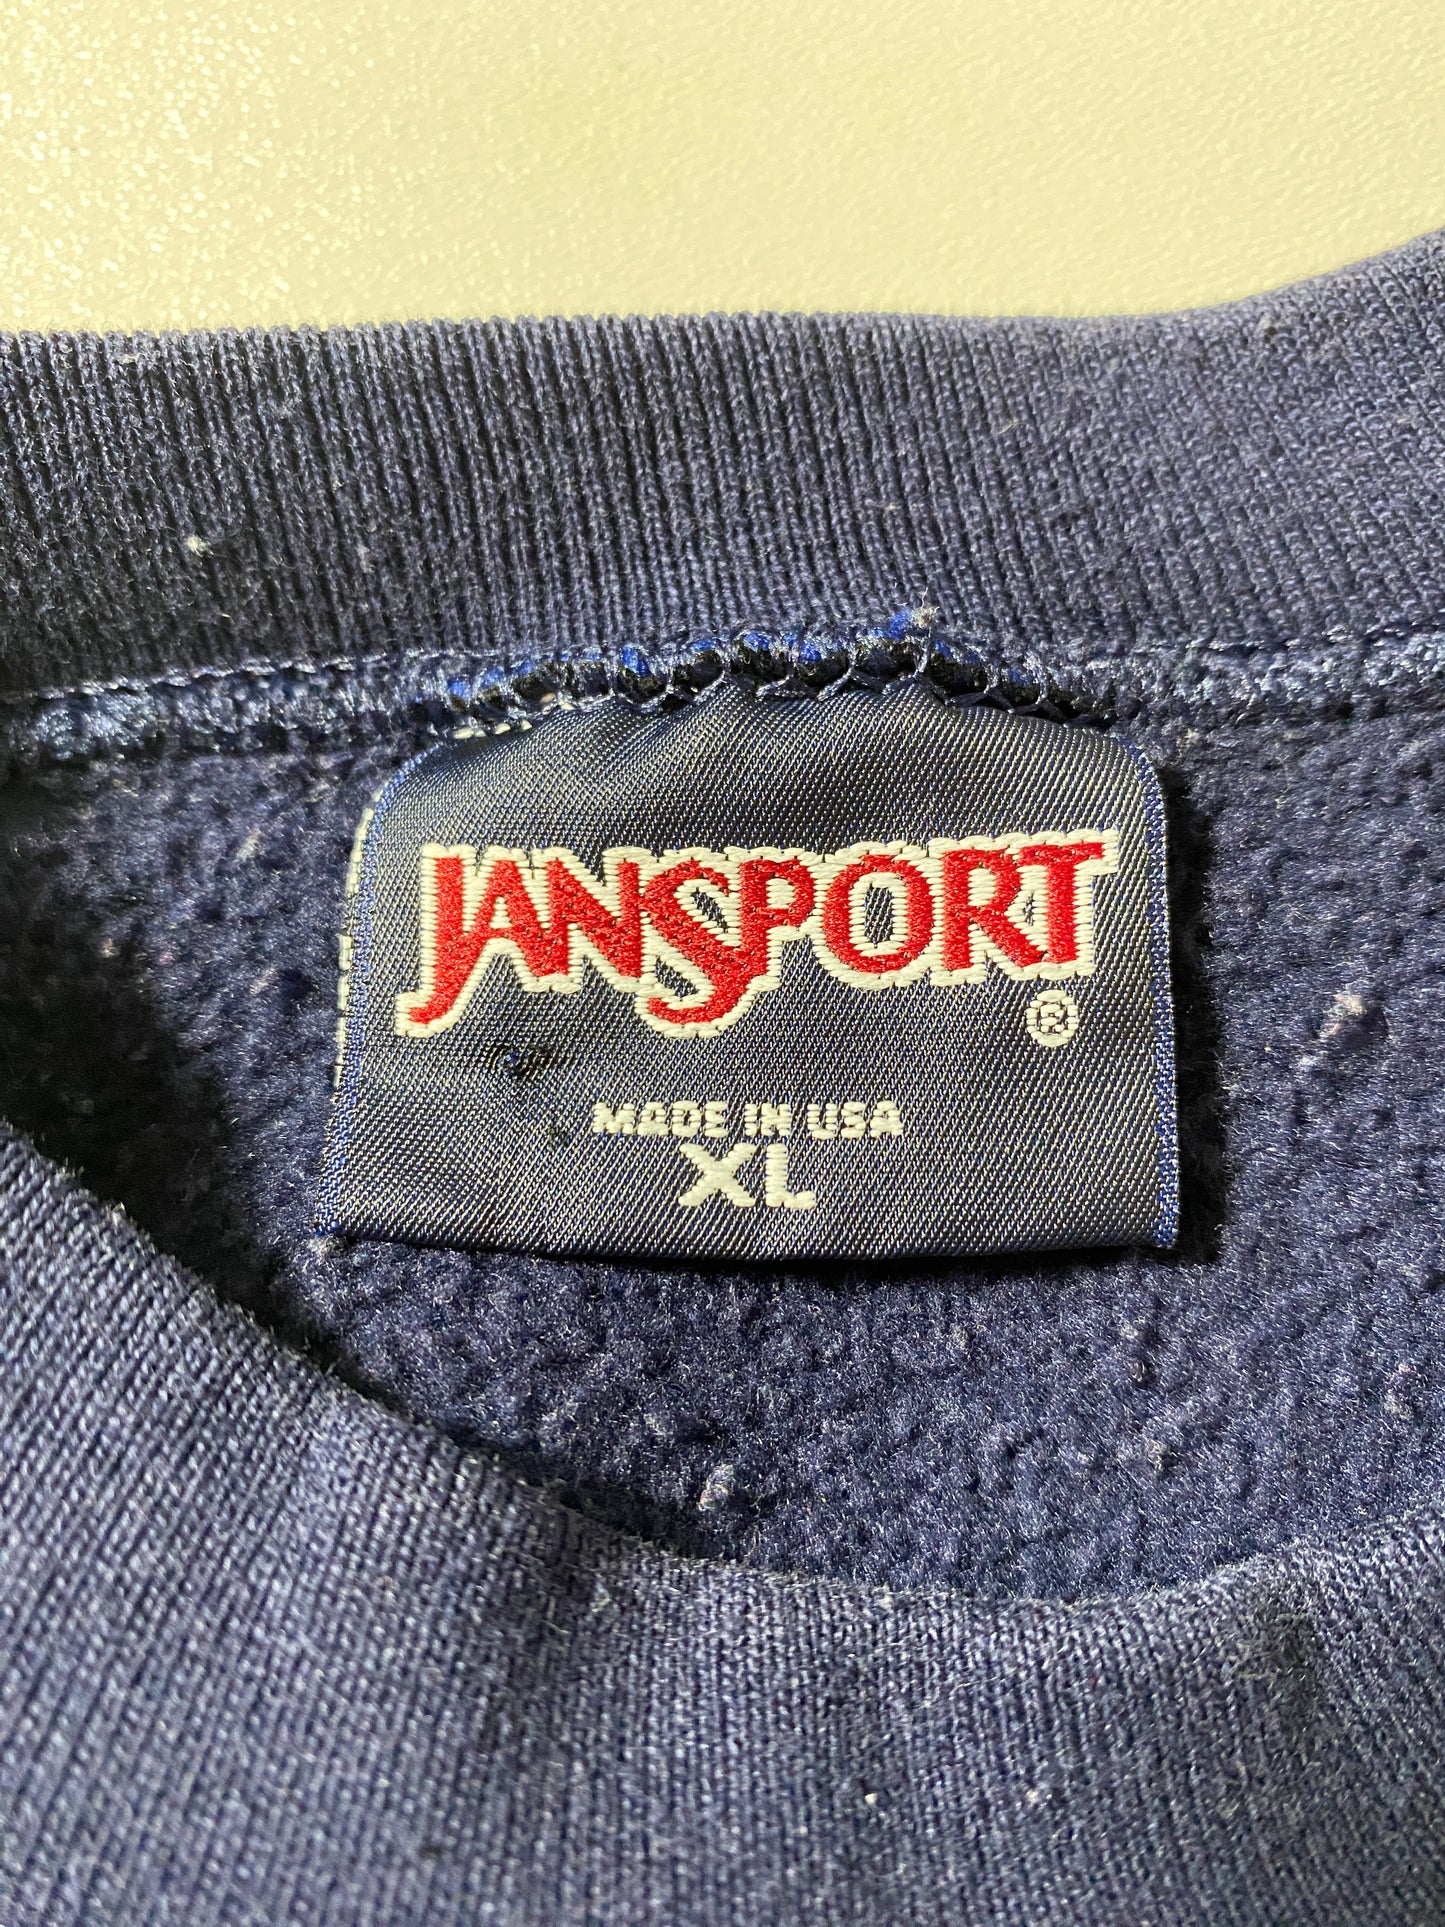 JANSPORT
®
MADE IN USA
XL